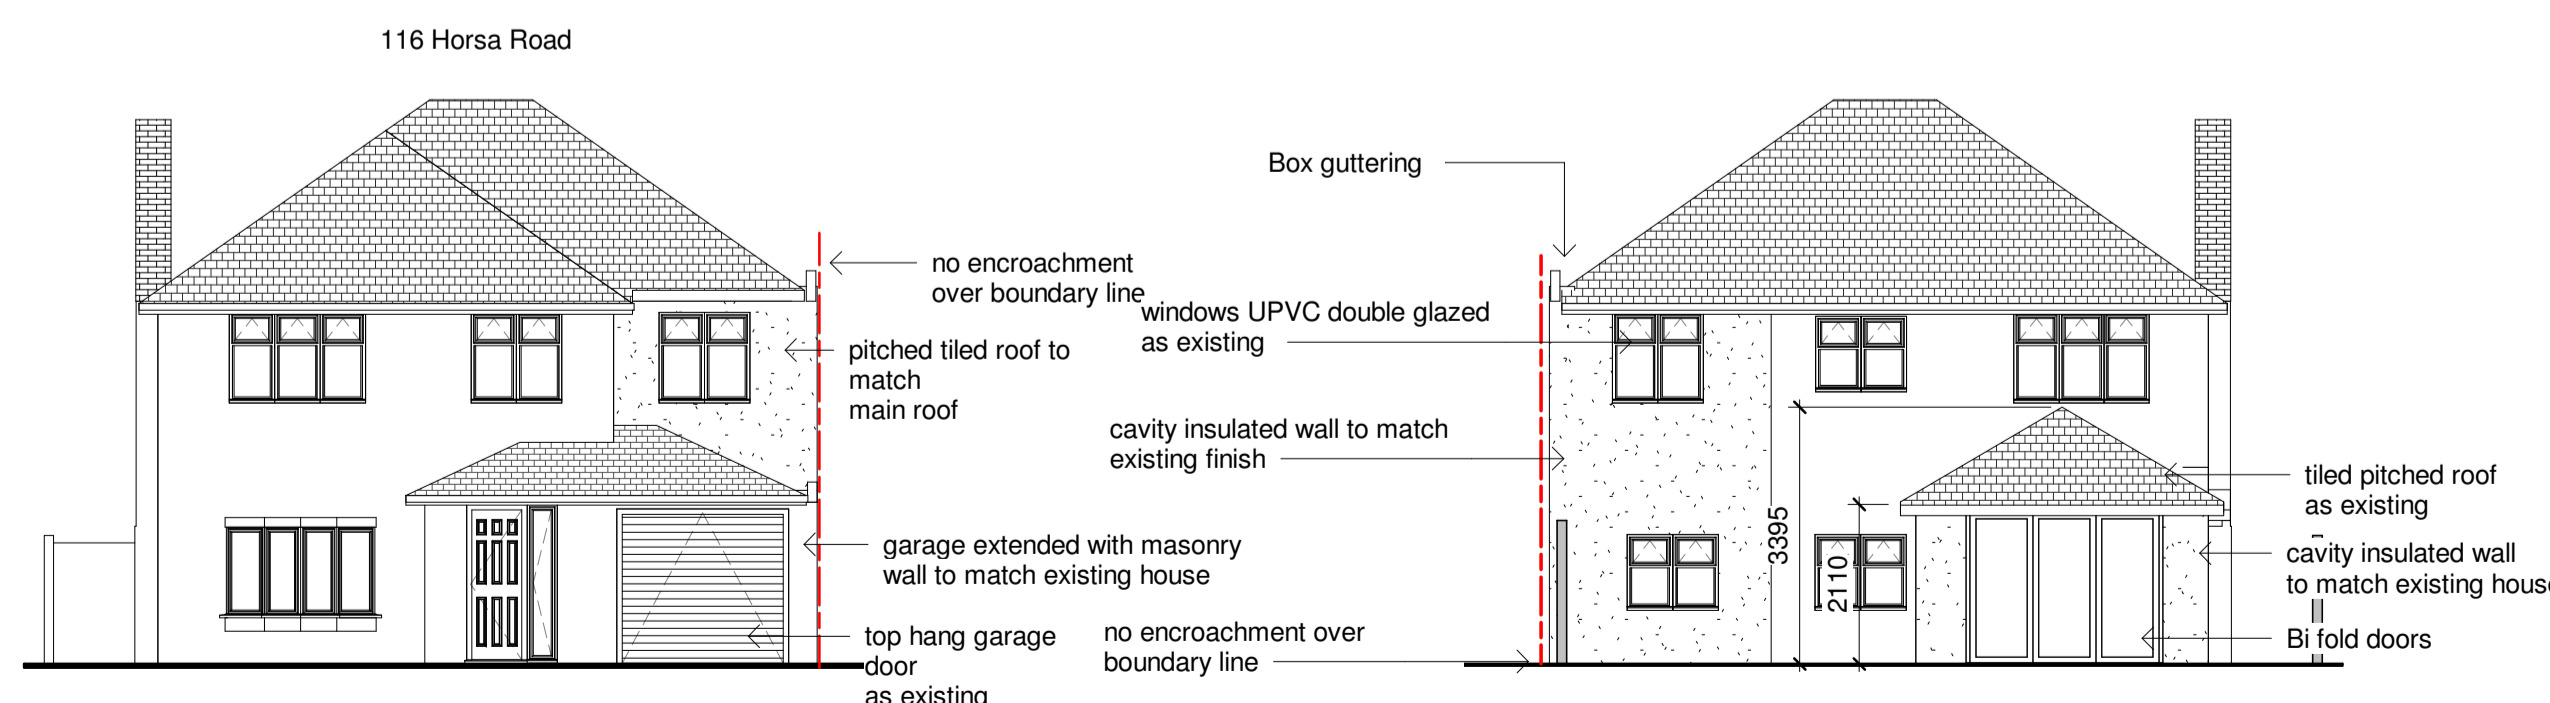 116 Horsa Road
no encroachment
over boundary line
pitched tiled roof to
match
main roof
garage extended with masonry
wall to match existing house
top hang garage
door
as existing
Box guttering
windows UPVC double glazed
as existing
cavity insulated wall to match
existing finish
no encroachment over
boundary line
3395
2110
tiled pitched roof
as existing
cavity insulated wall
to match existing hous
Bi fold doors